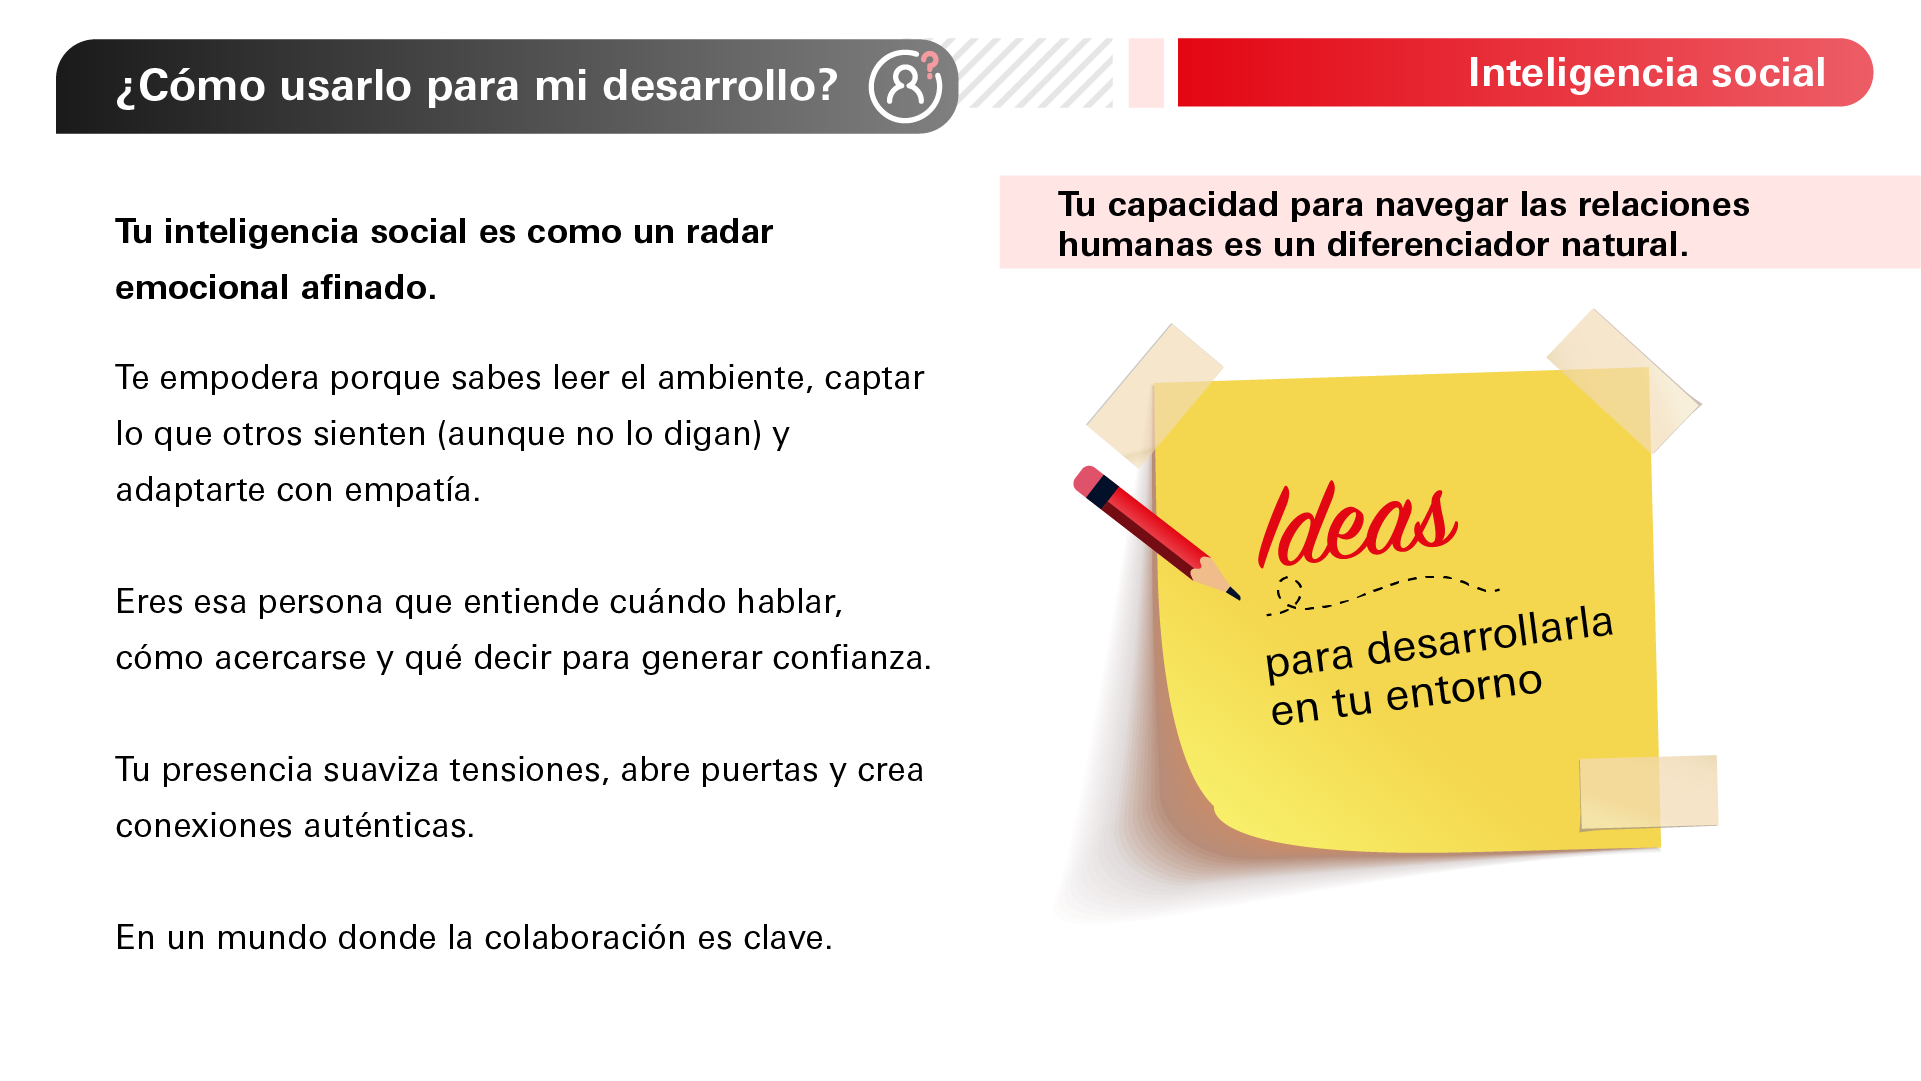 ¿Cómo usarlo para mi desarrollo?
Inteligencia social
Tu inteligencia social es como un radar
emocional afinado.
Te empodera porque sabes leer el ambiente, captar
lo que otros sienten (aunque no lo digan) y
adaptarte con empatía.
Eres esa persona que entiende cuándo hablar,
cómo acercarse y qué decir para generar confianza.
Tu presencia suaviza tensiones, abre puertas y crea
conexiones auténticas.
En un mundo donde la colaboración es clave.
Tu capacidad para navegar las relaciones
humanas es un diferenciador natural.
Ideas
para desarrollarla
en tu entorno